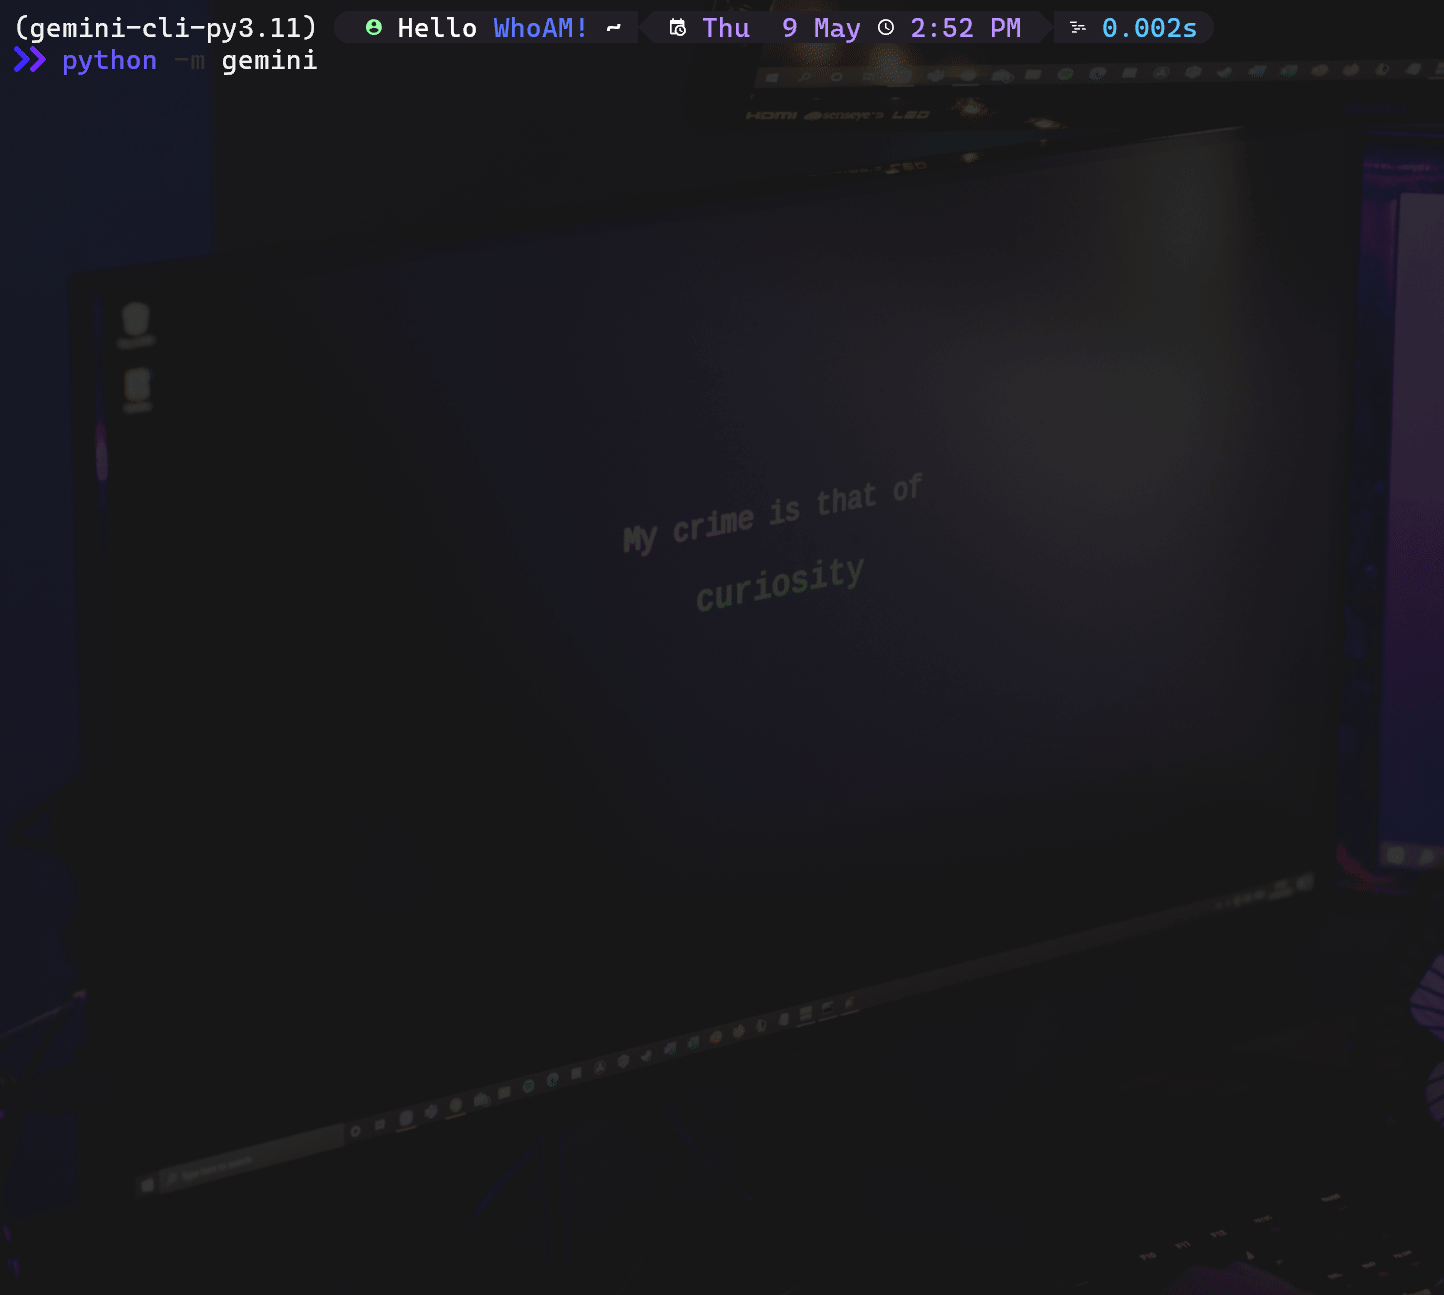 (gemini-cli-py3.11) Hello WhoAM! ~ Thu  9 May 2:52 PM 0.002s
python -m gemini
HDMI senseye LED
My crime is that of
curiosity